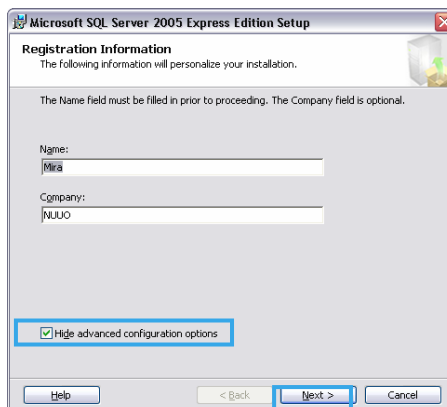 Microsoft SQL Server 2005 Express Edition Setup
Registration Information
The following information will personalize your installation.
The Name field must be filled in prior to proceeding. The Company field is optional.
Name:
Mira
Company:
NUUO
Hide advanced configuration options
Help
< Back
Next >
Cancel